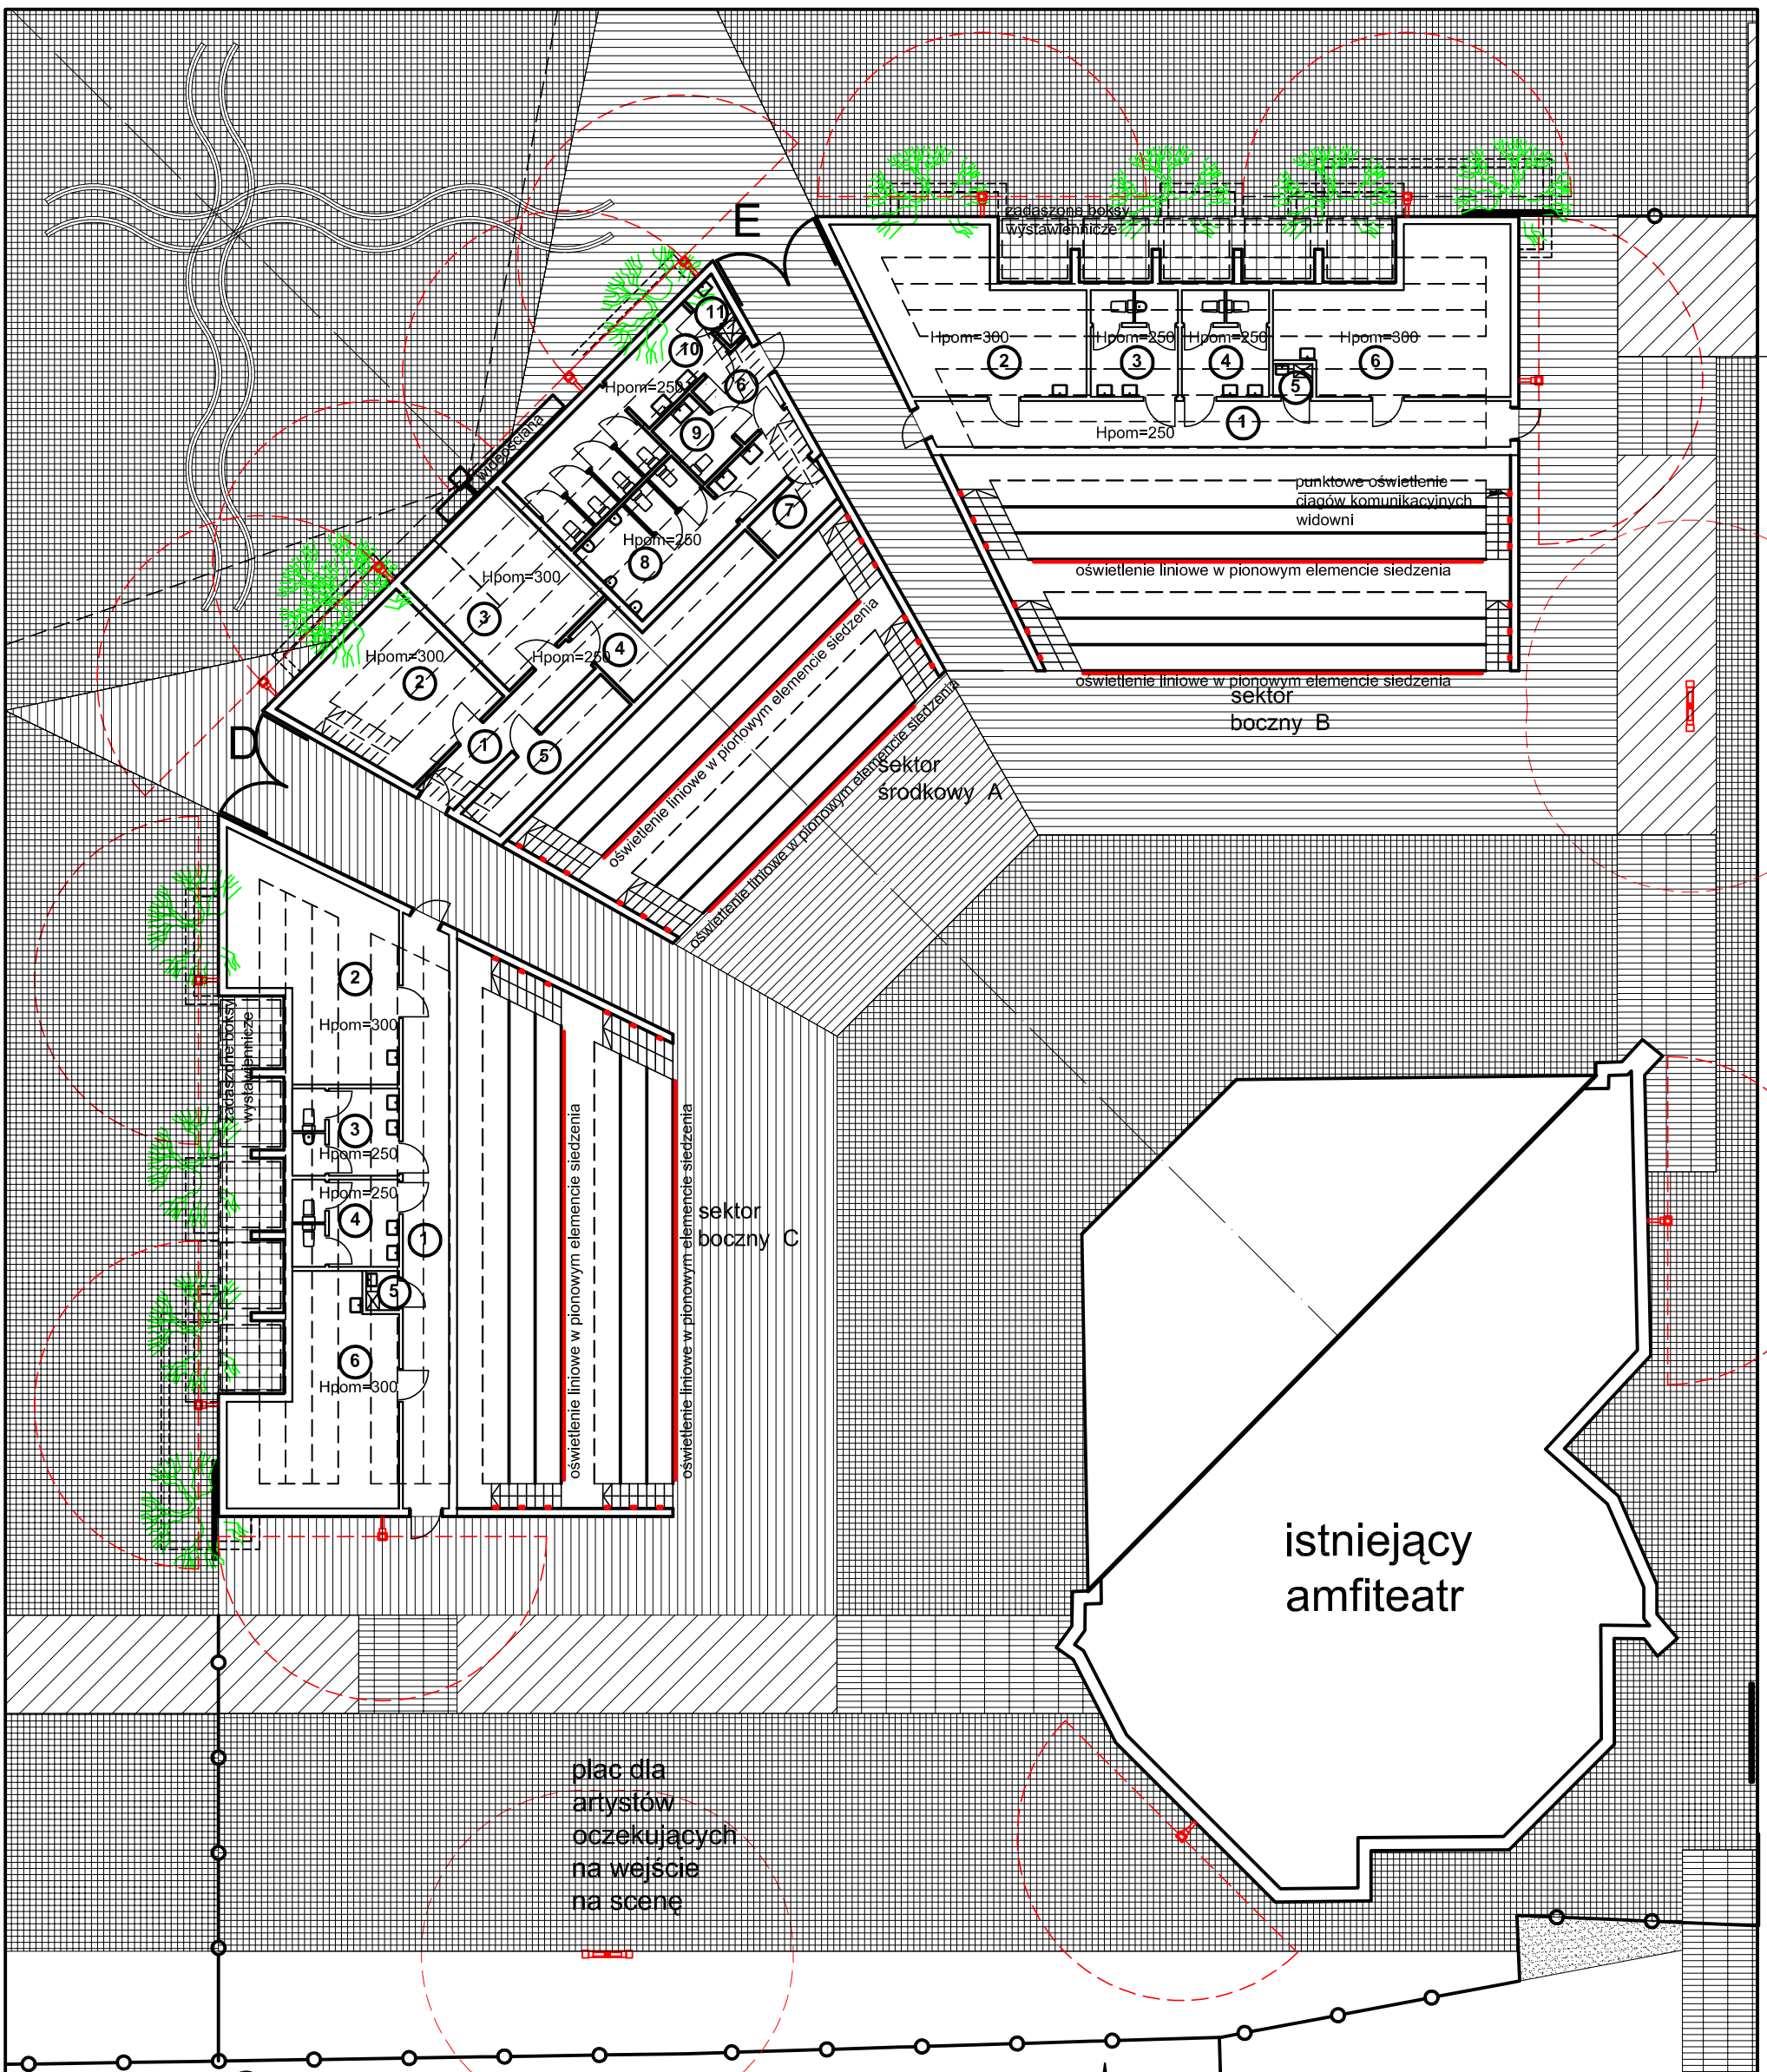 E
zadaszone boksy
wystawiennicze
Hpom=300
Hpom=250
Hpom=250
Hpom=300
2
3
4
5
6
Hpom=250
1
punktowe oświetlenie
ciągów komunikacyjnych
widowni
oświetlenie liniowe w pionowym elemencie siedzenia
oświetlenie liniowe w pionowym elemencie siedzenia
sektor
boczny B
11
10
6
Hpom=250
9
wideościana
7
Hpom=250
8
Hpom=300
3
4
Hpom=250
Hpom=300
2
1
5
oświetlenie liniowe w pionowym elemencie siedzenia
oświetlenie liniowe w pionowym elemencie siedzenia
sektor
środkowy A
D
2
Hpom=300
zadaszone boksy
wystawiennicze
3
Hpom=250
Hpom=250
4
1
5
6
Hpom=300
oświetlenie liniowe w pionowym elemencie siedzenia
oświetlenie liniowe w pionowym elemencie siedzenia
sektor
boczny C
istniejący
amfiteatr
plac dla
artystów
oczekujących
na wejście
na scenę